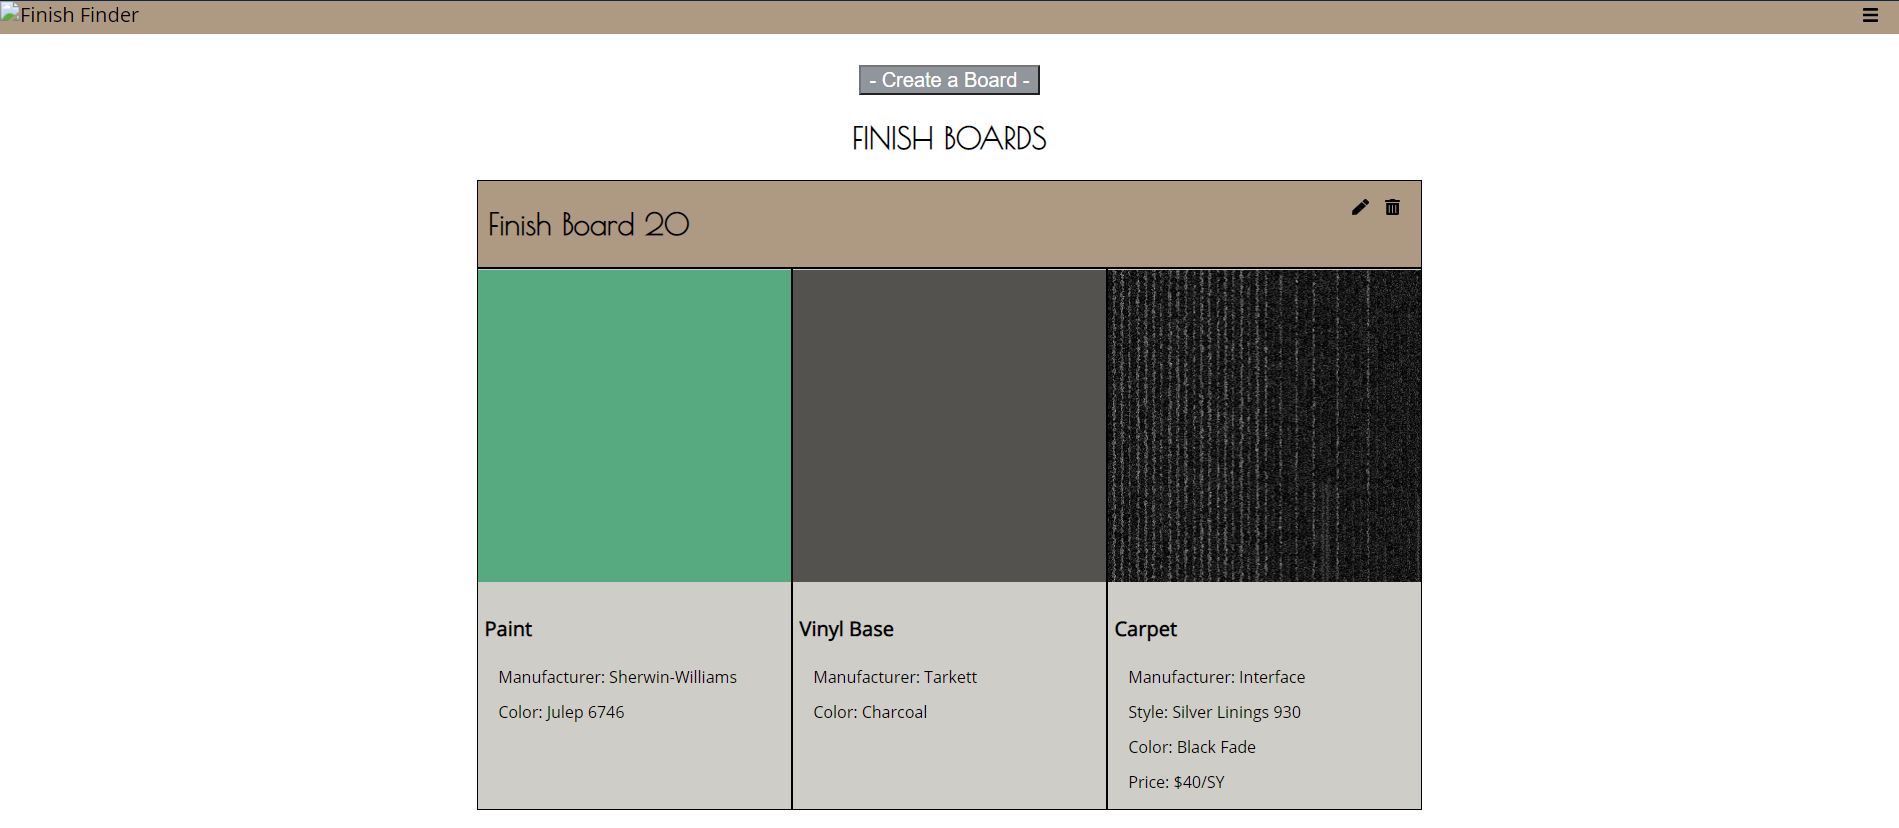 Finish Finder
- Create a Board -
FINISH BOARDS
Finish Board 20
Paint
Manufacturer: Sherwin-Williams
Color: Julep 6746
Vinyl Base
Manufacturer: Tarkett
Color: Charcoal
Carpet
Manufacturer: Interface
Style: Silver Linings 930
Color: Black Fade
Price: $40/SY